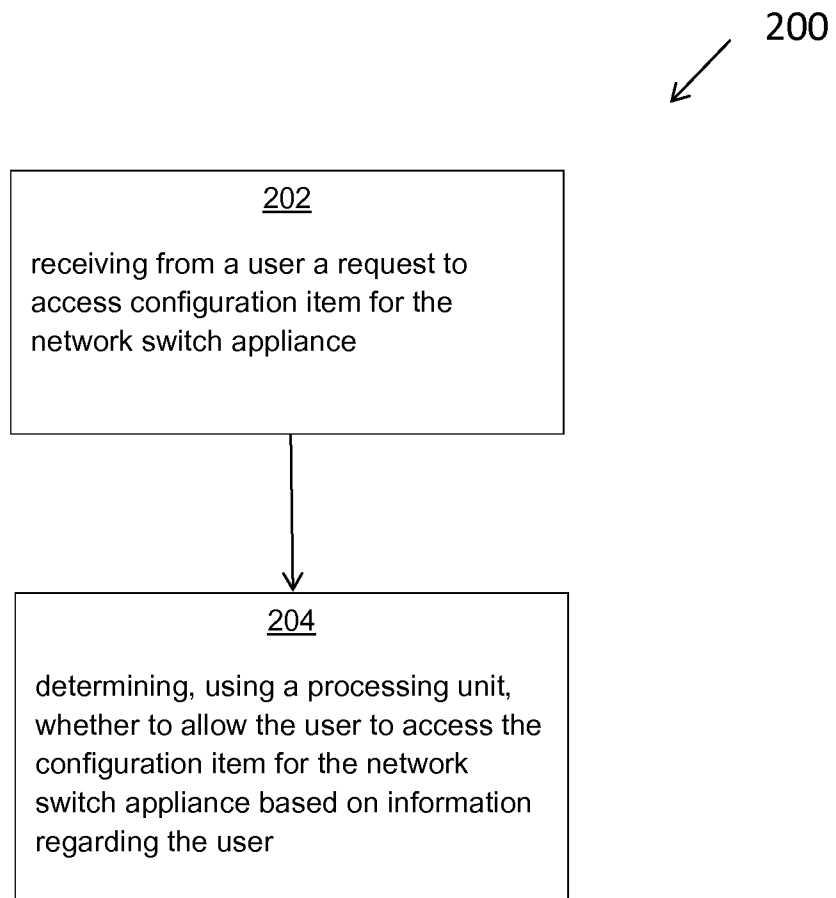 200
202
receiving from a user a request to
access configuration item for the
network switch appliance
204
determining, using a processing unit,
whether to allow the user to access the
configuration item for the network
switch appliance based on information
regarding the user